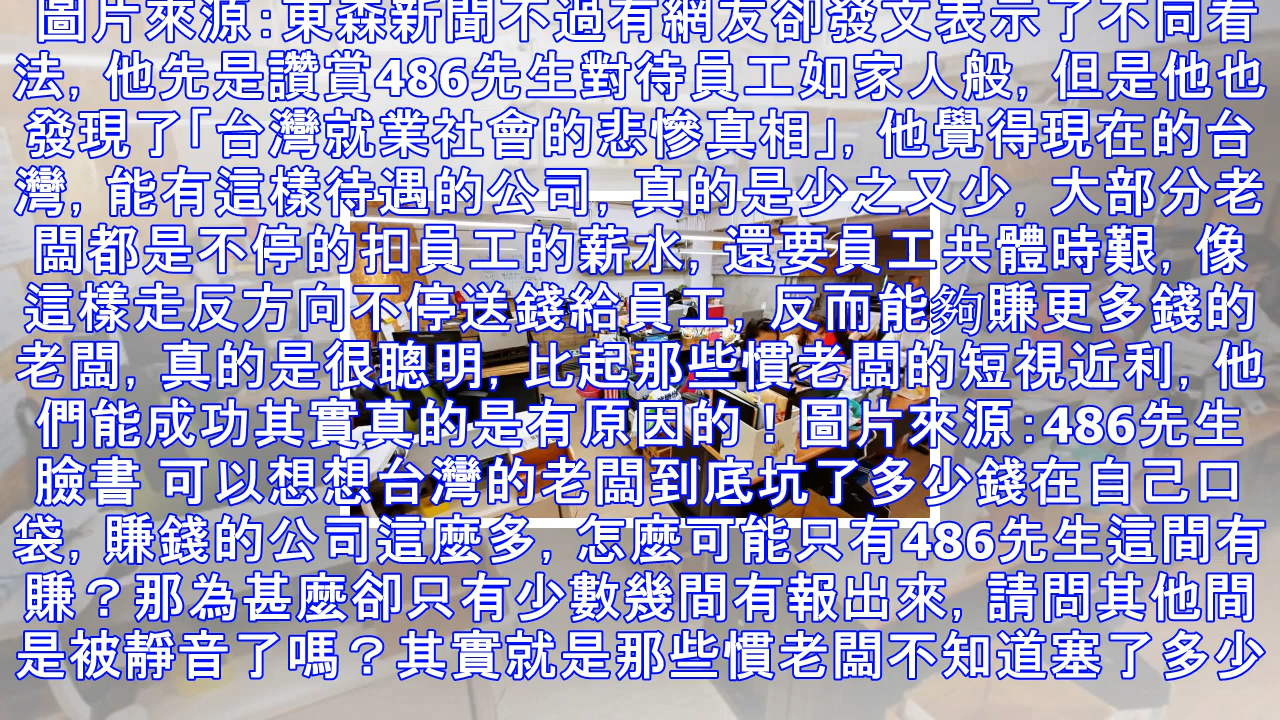 圖片來源:東森新聞不過有網友卻發文表示了不同看
法, 他先是讚賞486先生對待員工如家人般, 但是他也
發現了「台灣就業社會的悲慘真相」, 他覺得現在的台
灣, 能有這樣待遇的公司, 真的是少之又少, 大部分老
闆都是不停的扣員工的薪水, 還要員工共體時艱, 像
這樣走反方向不停送錢給員工, 反而能夠賺更多錢的
老闆, 真的是很聰明, 比起那些慣老闆的短視近利, 他
們能成功其實真的是有原因的！圖片來源:486先生
臉書 可以想想台灣的老闆到底坑了多少錢在自己口
袋, 賺錢的公司這麼多, 怎麼可能只有486先生這間有
賺？那為甚麼卻只有少數幾間有報出來, 請問其他間
是被靜音了嗎？其實就是那些慣老闆不知道塞了多少